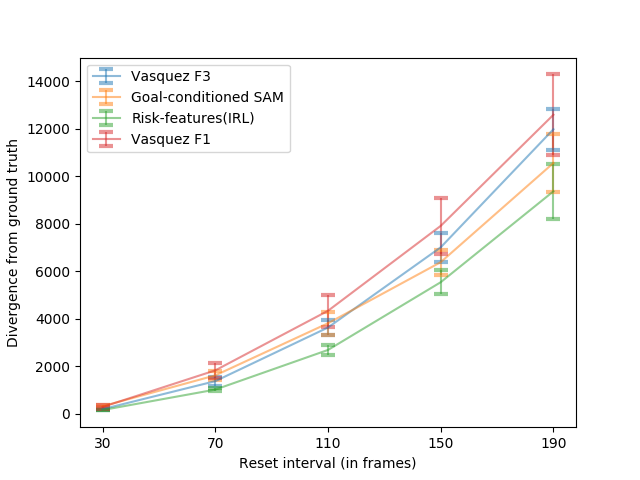 Vasquez F3
Goal-conditioned SAM
Risk-features(IRL)
Vasquez F1
Divergence from ground truth
14000
12000
10000
8000
6000
4000
2000
0
30 70 110 150 190
Reset interval (in frames)